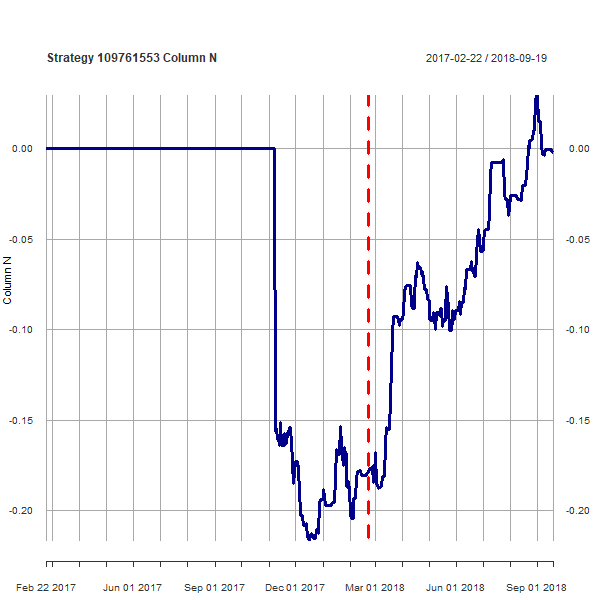 Strategy 109761553 Column N
2017-02-22 / 2018-09-19
0.00
0.00
-0.05
-0.05
Column N
-0.10
-0.10
-0.15
-0.15
-0.20
-0.20
Feb 22 2017
Jun 01 2017
Sep 01 2017
Dec 01 2017
Mar 01 2018
Jun 01 2018
Sep 01 2018